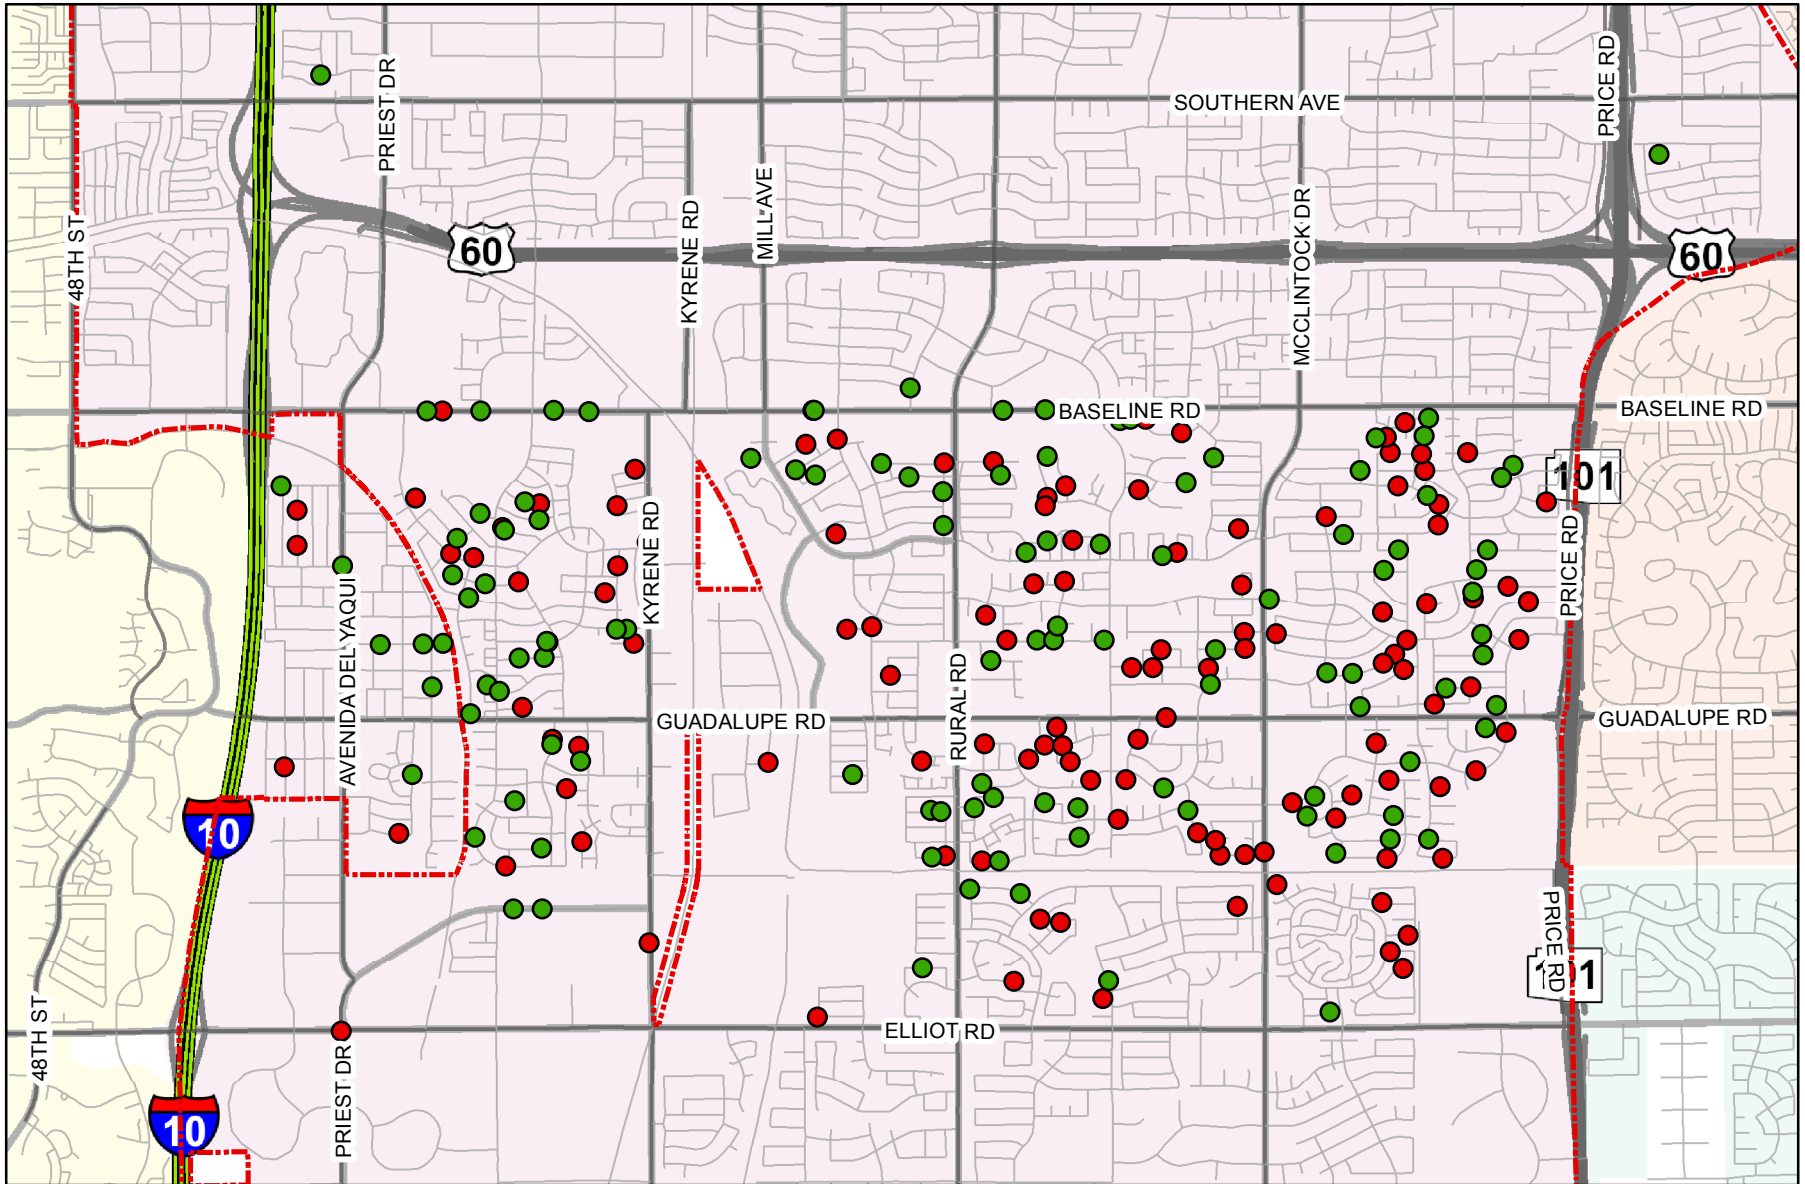 SOUTHERN AVE
PRICE RD
PRIEST DR
MILL AVE
KYRENE RD
MCCLINTOCK DR
48TH ST
60
60
BASELINE RD
BASELINE RD
101
KYRENE RD
PRICE RD
AVENIDA DEL YAQUI
RURAL RD
GUADALUPE RD
GUADALUPE RD
10
PRICE RD
101
48TH ST
ELLIOT RD
PRIEST DR
10